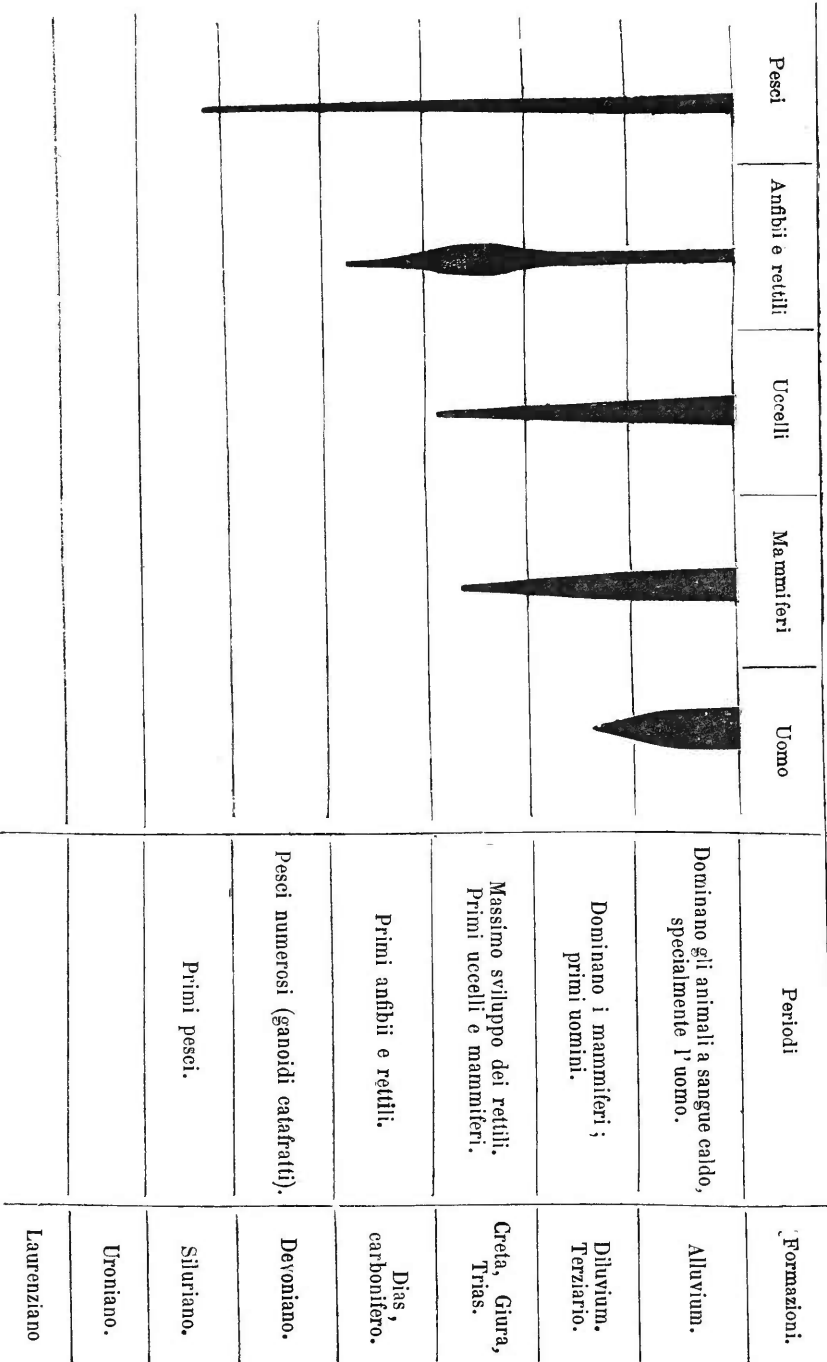 Pesci
Anfibii e rettili
Uccelli
Mammiferi
Uomo
Periodi
Formazioni.
Dominano gli animali a sangue caldo,
specialmente l'uomo.
Alluvium.
Dominano i mammiferi;
primi uomini.
Diluvium.
Terziario.
Massimo sviluppo dei rettili.
Primi uccelli e mammiferi.
Creta, Giura,
Trias.
Primi anfibii e rettili.
Dias,
carbonifero.
Pesci numerosi (ganoidi catafratti).
Devoniano.
Primi pesci.
Siluriano.
Uroniano.
Laurenziano